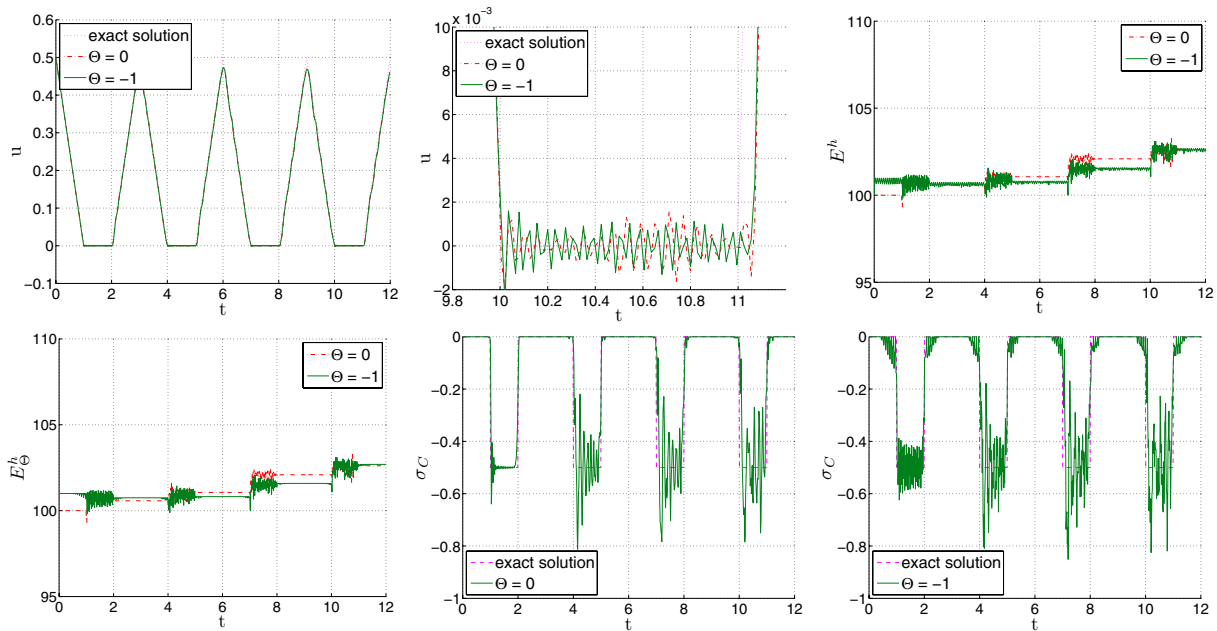 0.6
0.5
0.4
0.3
0.2
0.1
0
−0.1
u
0 2 4 6 8 10 12
t
exact solution
Θ = 0
Θ = −1
x 10⁻³
10
8
6
4
2
0
−2
u
9.8 10 10.2 10.4 10.6 10.8 11
t
exact solution
Θ = 0
Θ = −1
110
105
100
95
Eʰ
0 2 4 6 8 10 12
t
Θ = 0
Θ = −1
110
105
100
95
E_Θ^h
0 2 4 6 8 10 12
t
Θ = 0
Θ = −1
0
−0.2
−0.4
−0.6
−0.8
−1
σ_C
0 2 4 6 8 10 12
t
exact solution
Θ = 0
0
−0.2
−0.4
−0.6
−0.8
−1
σ_C
0 2 4 6 8 10 12
t
exact solution
Θ = −1